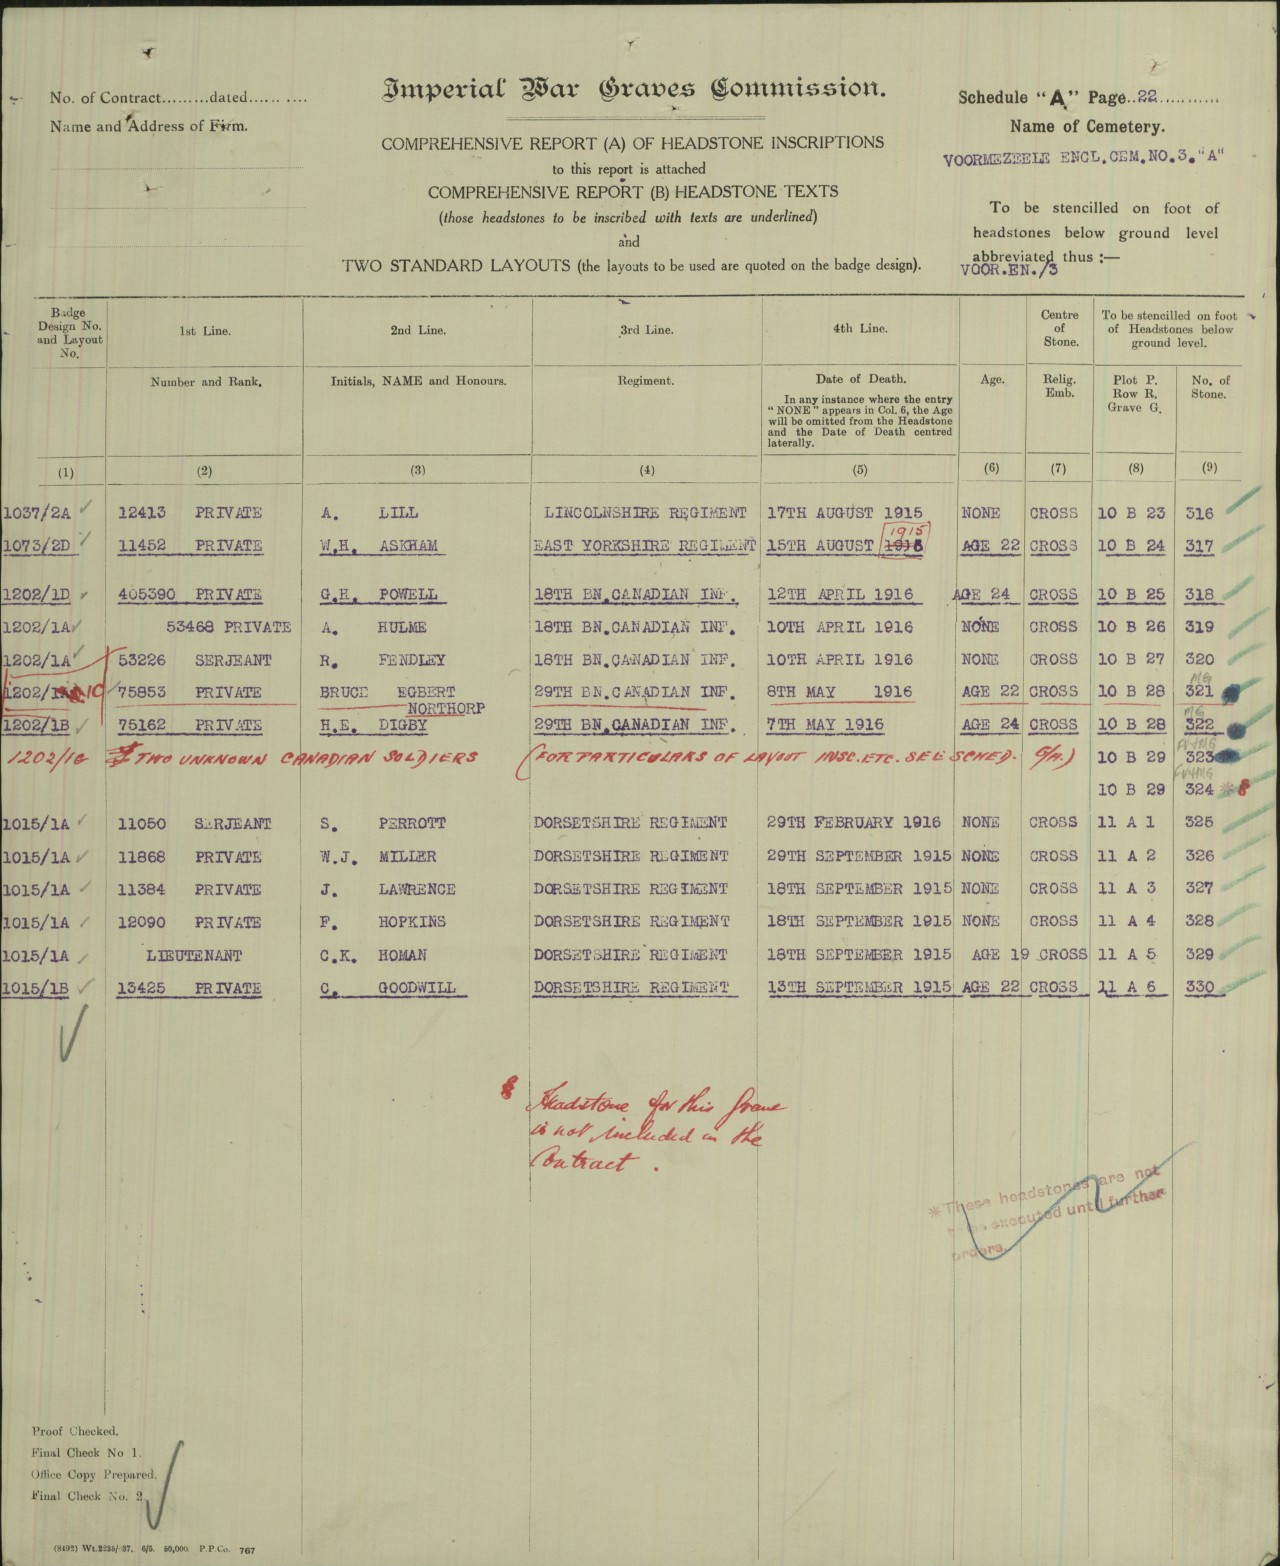 No. of Contract.........dated...... ....
Name and Address of Firm.
Imperial War Graves Commission.
COMPREHENSIVE REPORT (A) OF HEADSTONE INSCRIPTIONS
to this report is attached
COMPREHENSIVE REPORT (B) HEADSTONE TEXTS
(those headstones to be inscribed with texts are underlined)
and
TWO STANDARD LAYOUTS (the layouts to be used are quoted on the badge design).
Schedule "A" Page..22...........
Name of Cemetery.
VOORMEZEELE ENCL.CEM.NO.3."A"
To be stencilled on foot of
headstones below ground level
abbreviated thus :—
VOOR.EN./3
Badge Design No. and Layout No. 1st Line. 2nd Line. 3rd Line. 4th Line. Centre of Stone. To be stencilled on foot of Headstones below ground level.
Number and Rank. Initials, NAME and Honours. Regiment. Date of Death. Age. Relig. Emb. Plot P. Row R. Grave G. No. of Stone.
In any instance where the entry
"NONE" appears in Col. 6, the Age
will be omitted from the Headstone
and the Date of Death centred
laterally.
(1) (2) (3) (4) (5) (6) (7) (8) (9)
1037/2A 12413 PRIVATE A. LILL LINCOLNSHIRE REGIMENT 17TH AUGUST 1915 NONE CROSS 10 B 23 316
1915
1073/2D 11452 PRIVATE W.H. ASKHAM EAST YORKSHIRE REGILENT 15TH AUGUST 1916 AGE 22 CROSS 10 B 24 317
1202/1D 405390 PRIVATE G.H. POWELL 18TH BN.CANADIAN INF. 12TH APRIL 1916 AGE 24 CROSS 10 B 25 318
1202/1A 53468 PRIVATE A. HULME 18TH BN.CANADIAN INF. 10TH APRIL 1916 NONE CROSS 10 B 26 319
1202/1A 53226 SERJEANT R. FENDLEY 18TH BN.CANADIAN INF. 10TH APRIL 1916 NONE CROSS 10 B 27 320
MG
1202/1 75853 PRIVATE BRUCE EGBERT 29TH BN.CANADIAN INF. 8TH MAY 1916 AGE 22 CROSS 10 B 28 321
NORTHORP MG
1202/1B 75162 PRIVATE H.E. DIGBY 29TH BN.CANADIAN INF. 7TH MAY 1916 AGE 24 CROSS 10 B 28 322
1202/1G TWO UNKNOWN CANADIAN SOLDIERS (FOR PARTICULARS OF LAYOUT INSC. ETC. SEE SCHED. G/A.) 10 B 29 323
10 B 29 324 * §
1015/1A 11050 SERJEANT S. PERROTT DORSETSHIRE REGIMENT 29TH FEBRUARY 1916 NONE CROSS 11 A 1 325
1015/1A 11868 PRIVATE W.J. MILLER DORSETSHIRE REGIMENT 29TH SEPTEMBER 1915 NONE CROSS 11 A 2 326
1015/1A 11384 PRIVATE J. LAWRENCE DORSETSHIRE REGIMENT 18TH SEPTEMBER 1915 NONE CROSS 11 A 3 327
1015/1A 12090 PRIVATE F. HOPKINS DORSETSHIRE REGIMENT 18TH SEPTEMBER 1915 NONE CROSS 11 A 4 328
1015/1A LIEUTENANT C.K. HOMAN DORSETSHIRE REGIMENT 18TH SEPTEMBER 1915 AGE 19 CROSS 11 A 5 329
1015/1B 13425 PRIVATE C. GOODWILL DORSETSHIRE REGIMENT 13TH SEPTEMBER 1915 AGE 22 CROSS 11 A 6 330
§ Headstone for this Grave
is not included in the
Contract.
*These headstones are not
to be executed until further
orders.
Proof Checked.
Final Check No 1.
Office Copy Prepared.
Final Check No. 2
(8492) Wt.2235/-37. 6/5. 50,000. P.P.Co. 767